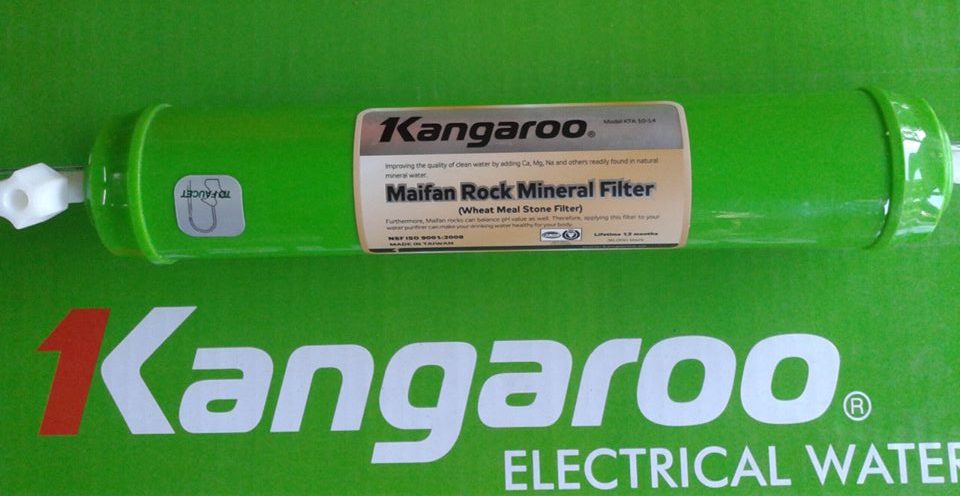 Kangaroo®
Model KTA 10-14
Improving the quality of clean water by adding Ca, Mg, Na and others readily found in natural
mineral water.
Maifan Rock Mineral Filter
(Wheat Meal Stone Filter)
Furthermore, Maifan rocks can balance pH value as well. Therefore, applying this filter to your
water purifier can make your drinking water healthy for your body.
NSF ISO 9001:2008
MADE IN TAIWAN
Lifetime 12 months
TO FAUCET
Kangaroo®
ELECTRICAL WATER